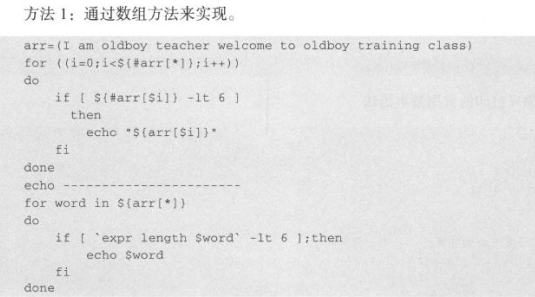 方法 1：通过数组方法来实现。
arr=(I am oldboy teacher welcome to oldboy training class)
for ((i=0;i<${#arr[*]};i++))
do
    if [ ${#arr[$i]} -lt 6 ]
      then
        echo "${arr[$i]}"
    fi
done
echo -----------------------
for word in ${arr[*]}
do
    if [ `expr length $word` -lt 6 ];then
        echo $word
    fi
done